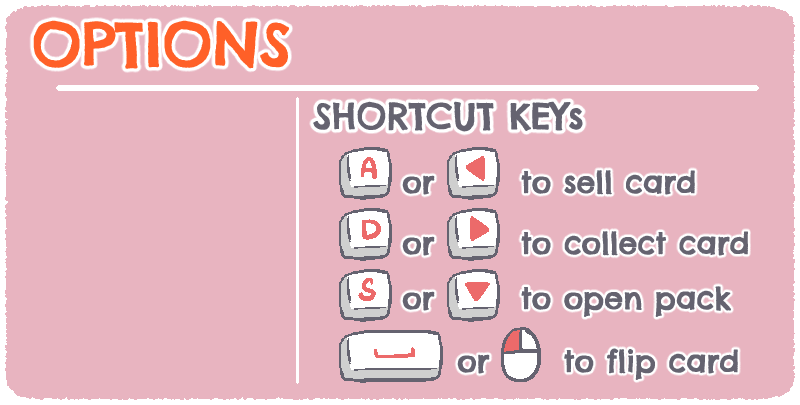 OPTIONS
SHORTCUT KEYs
A or ◀ to sell card
D or ▶ to collect card
S or ▼ to open pack
or to flip card